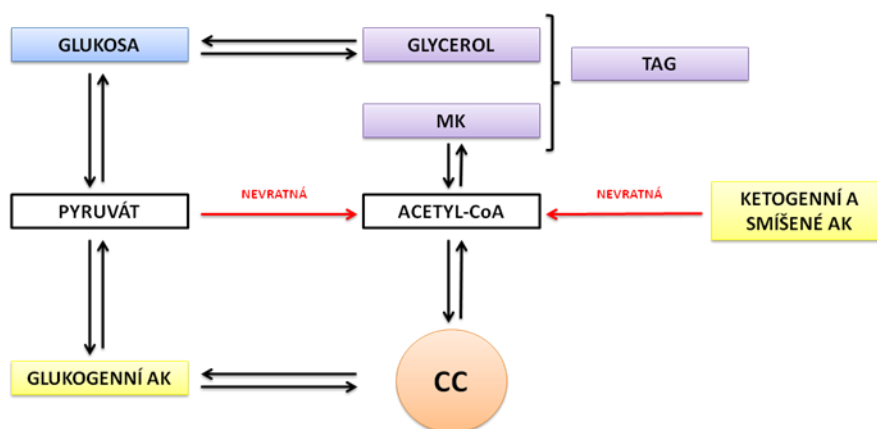 GLUKOSA
GLYCEROL
TAG
MK
NEVRATNÁ
NEVRATNÁ
PYRUVÁT
ACETYL-CoA
KETOGENNÍ A
SMÍŠENÉ AK
GLUKOGENNÍ AK
CC